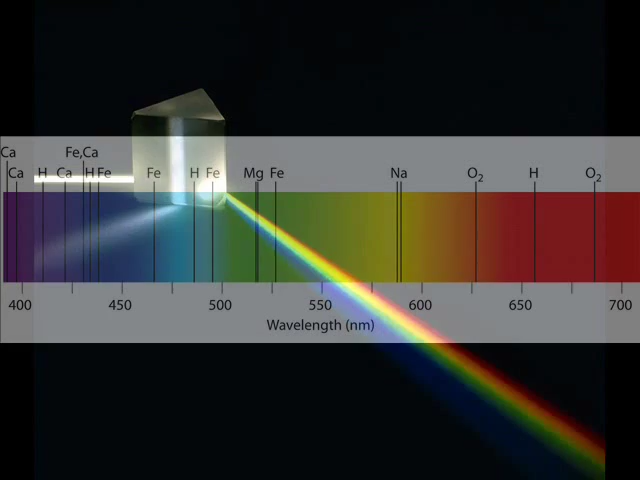 Ca Fe,Ca
Ca H Ca H Fe Fe H Fe Mg Fe Na O₂ H O₂
400 450 500 550 600 650 700
Wavelength (nm)